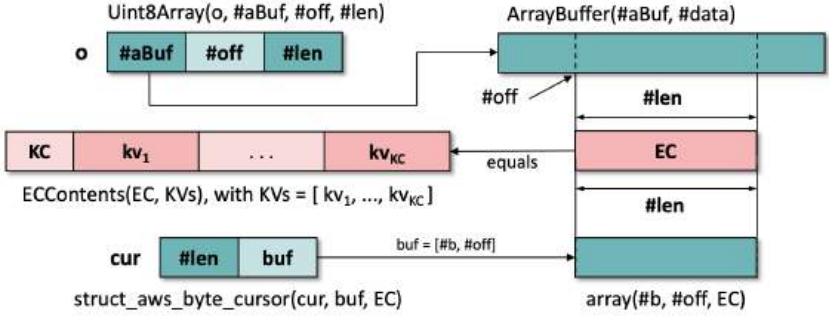 Uint8Array(o, #aBuf, #off, #len)
ArrayBuffer(#aBuf, #data)
o
#aBuf
#off
#len
#off
#len
KC
kv1
. . .
kvKC
equals
EC
ECContents(EC, KVs), with KVs = [ kv1, ..., kvKC ]
#len
cur
#len
buf
buf = [#b, #off]
struct_aws_byte_cursor(cur, buf, EC)
array(#b, #off, EC)